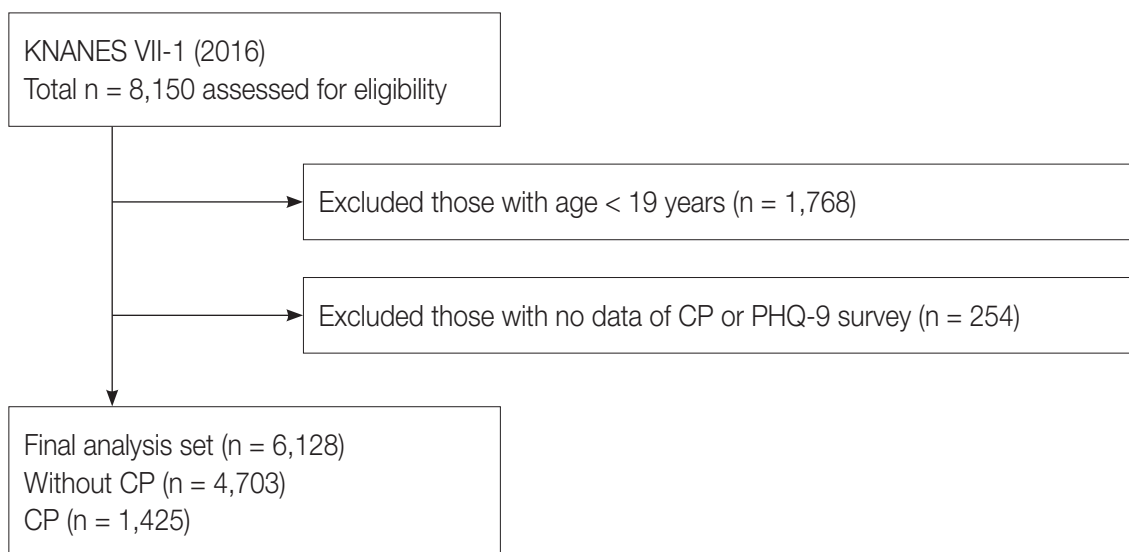 KNANES VII-1 (2016)
Total n = 8,150 assessed for eligibility
Excluded those with age < 19 years (n = 1,768)
Excluded those with no data of CP or PHQ-9 survey (n = 254)
Final analysis set (n = 6,128)
Without CP (n = 4,703)
CP (n = 1,425)